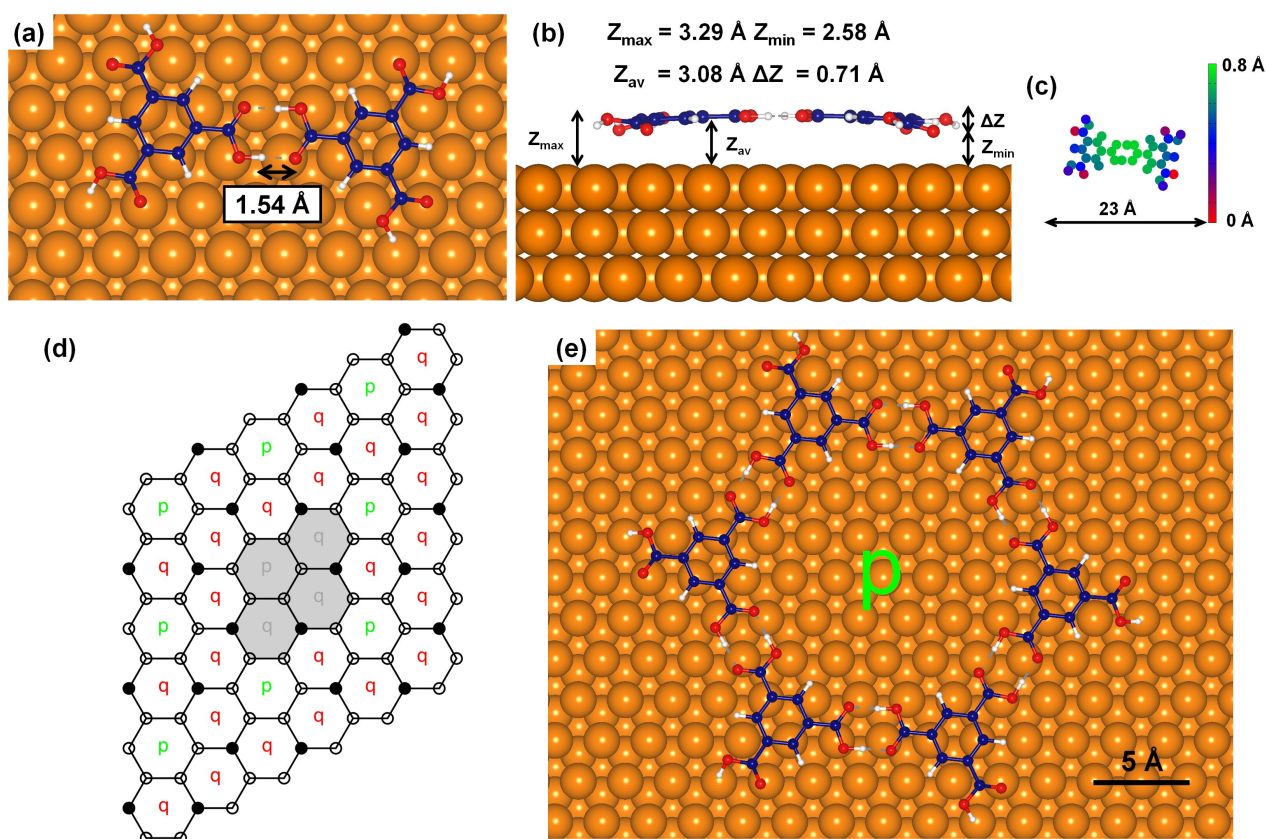 (a)
1.54 Å
(b)
Zmax = 3.29 Å Zmin = 2.58 Å
Zav = 3.08 Å ΔZ = 0.71 Å
Zmax
Zav
ΔZ
Zmin
(c)
0.8 Å
0 Å
23 Å
(d)
q
p
q
q
p
q
q
q
p
q
p
q
q
q
p
q
q
p
q
q
p
q
p
q
q
q
p
q
q
p
q
q
q
(e)
p
5 Å